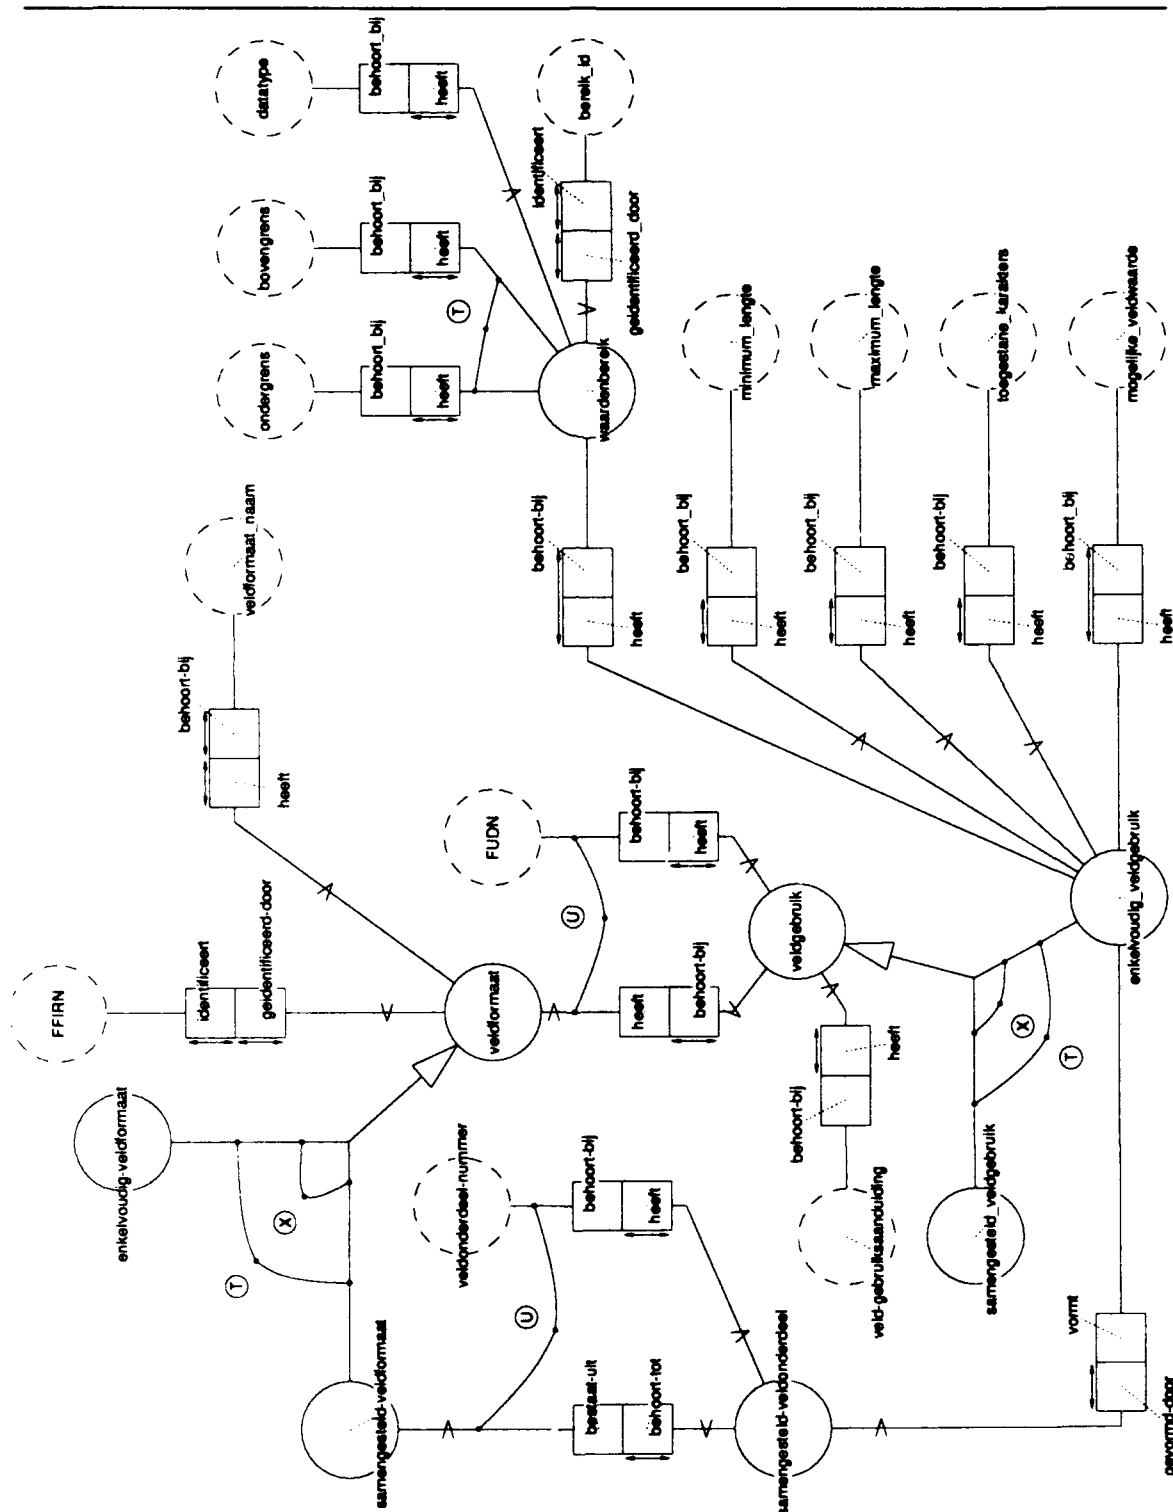 FFIRN
identificeert
geidentificeerd-door
enkelvoudig-veldformaat
T
X
samengesteld-veldformaat
veldformaat
behoort-bij
heeft
veldformaat_naam
ondergrens
behoort_bij
heeft
bovengrens
behoort_bij
heeft
datatype
behoort_bij
heeft
T
waardenbereik
identificeert
geidentificeerd_door
bereik_id
veldonderdeel-nummer
behoort-bij
heeft
U
bestaat-uit
behoort-tot
samengesteld-veldonderdeel
FUDN
behoort-bij
heeft
U
heeft
behoort-bij
veldgebruik
behoort-bij
heeft
veld-gebruiksaanduiding
behoort-bij
heeft
minimum_lengte
behoort_bij
heeft
maximum_lengte
behoort_bij
heeft
toegestane_karakters
behoort-bij
heeft
mogelijke_veldwaarde
behoort_bij
heeft
samengesteld_veldgebruik
X
T
enkelvoudig_veldgebruik
vormt
gevormd-door